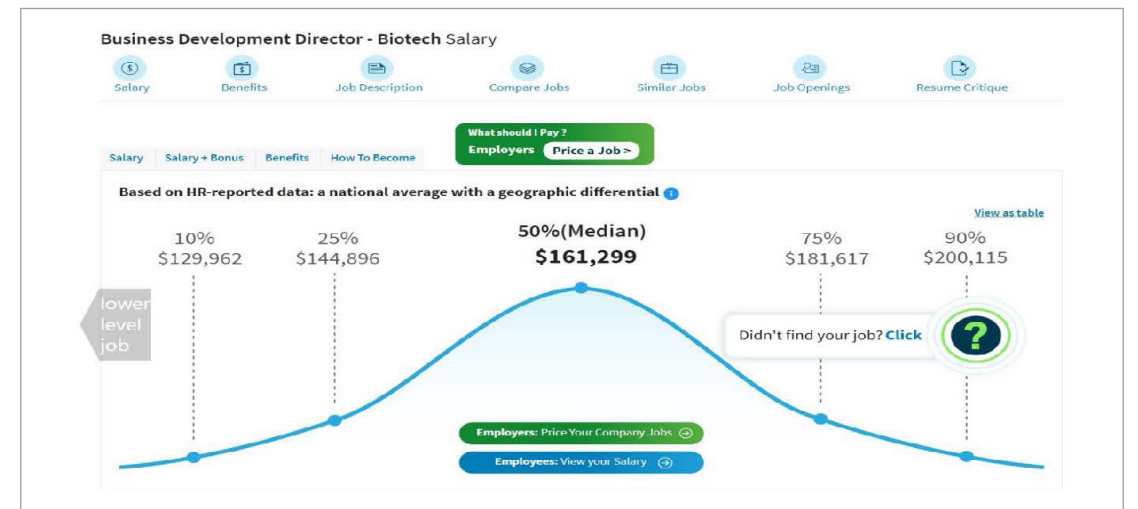 Business Development Director - Biotech Salary
Salary Benefits Job Description Compare Jobs Similar Jobs Job Openings Resume Critique
What should I Pay ?
Employers Price a Job >
Salary Salary + Bonus Benefits How To Become
Based on HR-reported data: a national average with a geographic differential
View as table
10% 25% 50%(Median) 75% 90%
$129,962 $144,896 $161,299 $181,617 $200,115
lower
level
job
Didn't find your job? Click
?
Employers: Price Your Company Jobs
Employees: View your Salary